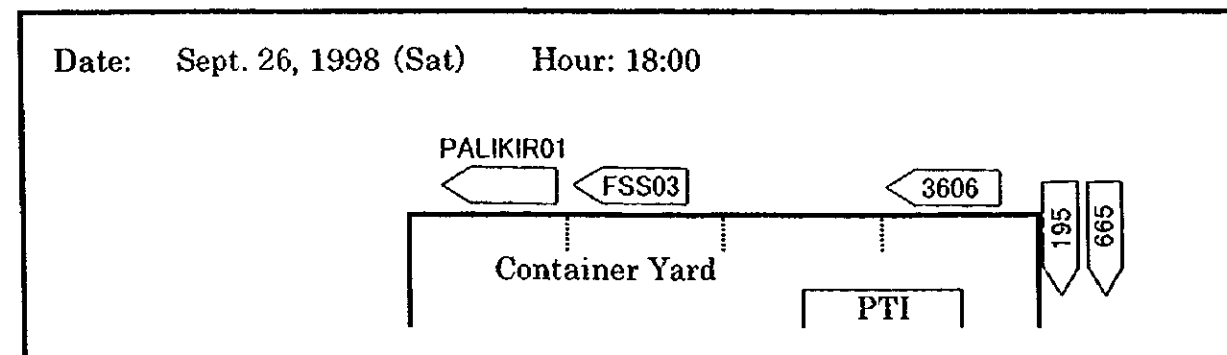 Date: Sept. 26, 1998 (Sat) Hour: 18:00
PALIKIR01
FSS03
3606
195
665
Container Yard
PTI